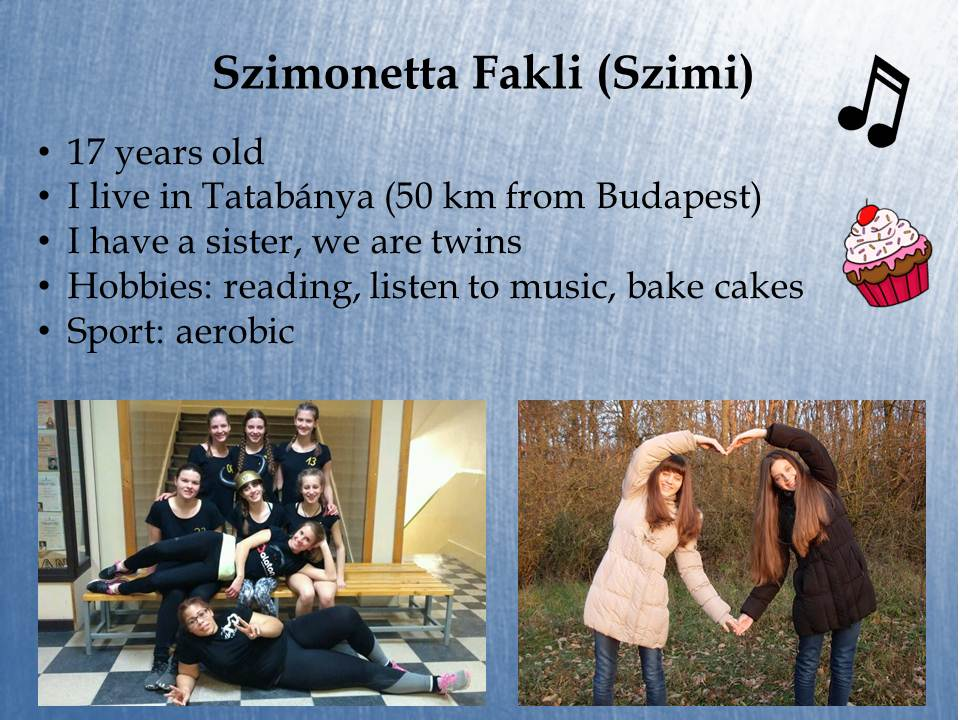 Szimonetta Fakli (Szimi)
• 17 years old
• I live in Tatabánya (50 km from Budapest)
• I have a sister, we are twins
• Hobbies: reading, listen to music, bake cakes
• Sport: aerobic
13